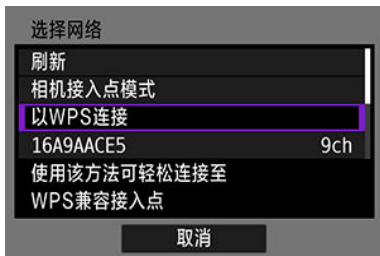 选择网络
刷新
相机接入点模式
以WPS连接
16A9AACE5 9ch
使用该方法可轻松连接至
WPS兼容接入点
取消